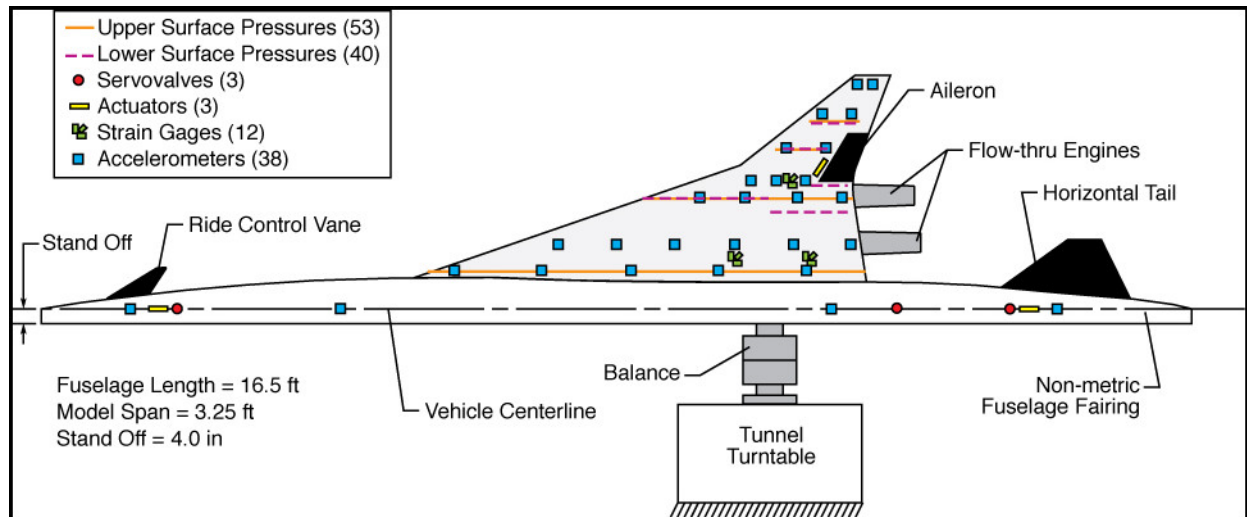 Upper Surface Pressures (53)
Lower Surface Pressures (40)
Servovalves (3)
Actuators (3)
Strain Gages (12)
Accelerometers (38)
Aileron
Flow-thru Engines
Horizontal Tail
Ride Control Vane
Stand Off
Balance
Non-metric
Fuselage Fairing
Vehicle Centerline
Fuselage Length = 16.5 ft
Model Span = 3.25 ft
Stand Off = 4.0 in
Tunnel
Turntable